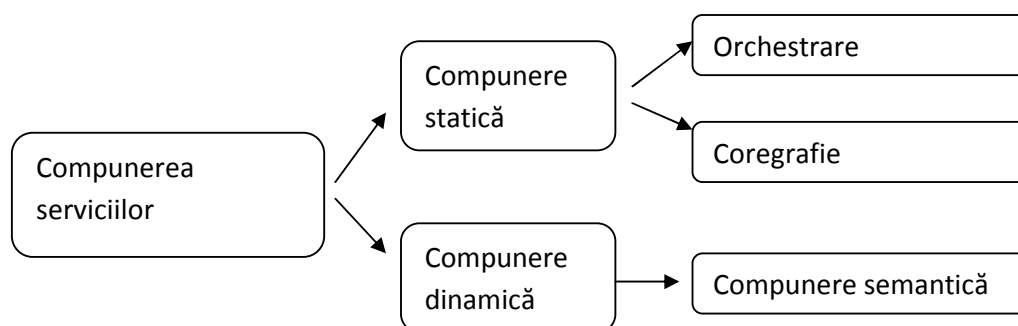 Compunerea
serviciilor
Compunere
statică
Orchestrare
Coregrafie
Compunere
dinamică
Compunere semantică